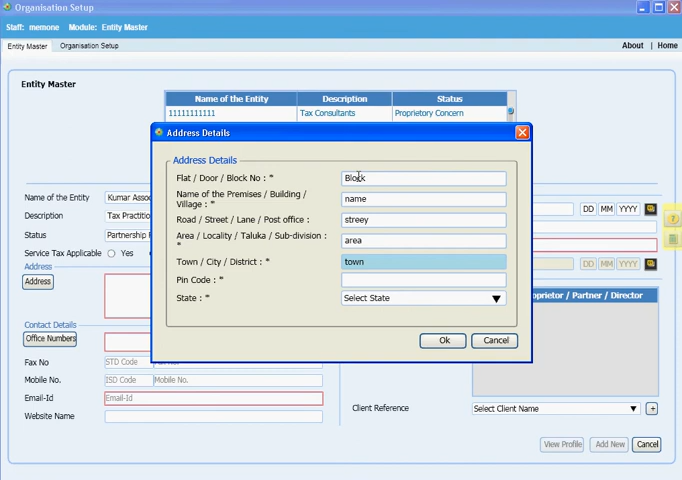 Organisation Setup
Staff: memone Module: Entity Master
Entity Master Organisation Setup About | Home
Entity Master
Name of the Entity Description Status
11111111111 Tax Consultants Proprietory Concern
Address Details
Address Details
Flat / Door / Block No : * Block
Name of the Premises / Building / Village : * name
Road / Street / Lane / Post office : streey
Area / Locality / Taluka / Sub-division : * area
Town / City / District : * town
Pin Code : *
State : * Select State
Ok Cancel
Name of the Entity Kumar Assoc
Description Tax Practitio
Status Partnership F
Service Tax Applicable Yes
Address
Address
Contact Details
Office Numbers
Fax No STD Code Fax No.
Mobile No. ISD Code Mobile No.
Email-Id Email-Id
Website Name
DD MM YYYY
DD MM YYYY
oprietor / Partner / Director
Client Reference Select Client Name +
View Profile Add New Cancel